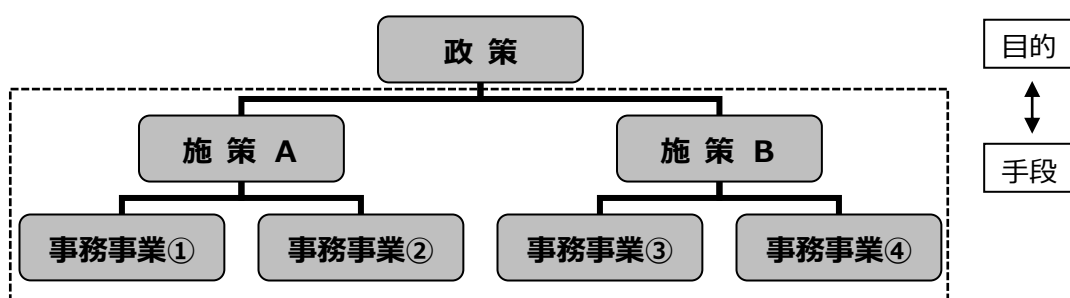 政 策
目的
施 策 A
施 策 B
手段
事務事業①
事務事業②
事務事業③
事務事業④